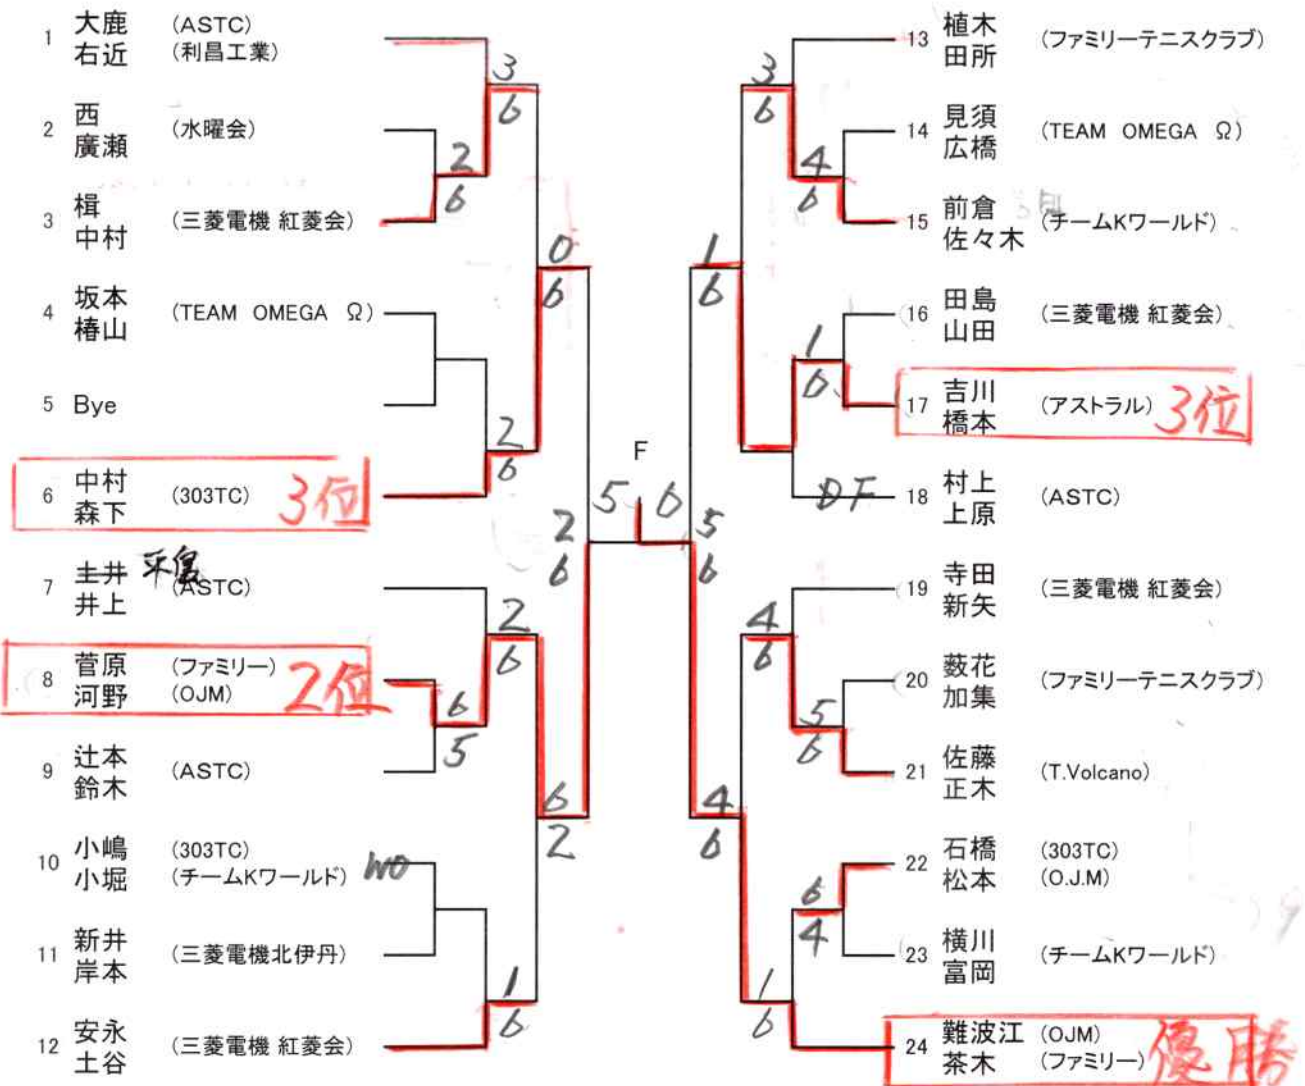 1 大鹿 (ASTC)
右近 (利昌工業)
2 西 (水曜会)
廣瀬
3 楫 (三菱電機 紅菱会)
中村
4 坂本 (TEAM OMEGA Ω)
椿山
5 Bye
6 中村 (303TC) 3位
森下
7 土井 平島 (ASTC)
井上
8 菅原 (ファミリー) 2位
河野 (OJM)
9 辻本 (ASTC)
鈴木
10 小嶋 (303TC) WO
小堀 (チームKワールド)
11 新井 (三菱電機北伊丹)
岸本
12 安永 (三菱電機 紅菱会)
土谷
3
6
2
6
0
6
2
6
2
6
2
6
6
5
6
2
1
6
F
5 6
3
6
4
6
1
6
1
6
5
6
4
6
5
6
4
6
6
4
1
6
13 植木 (ファミリーテニスクラブ)
田所
14 見須 (TEAM OMEGA Ω)
広橋
15 前倉 (チームKワールド)
佐々木
16 田島 (三菱電機 紅菱会)
山田
17 吉川 (アストラル) 3位
橋本
DF 18 村上 (ASTC)
上原
19 寺田 (三菱電機 紅菱会)
新矢
20 薮花 (ファミリーテニスクラブ)
加集
21 佐藤 (T.Volcano)
正木
22 石橋 (303TC)
松本 (O.J.M)
23 横川 (チームKワールド)
富岡
24 難波江 (OJM) 優勝
茶木 (ファミリー)